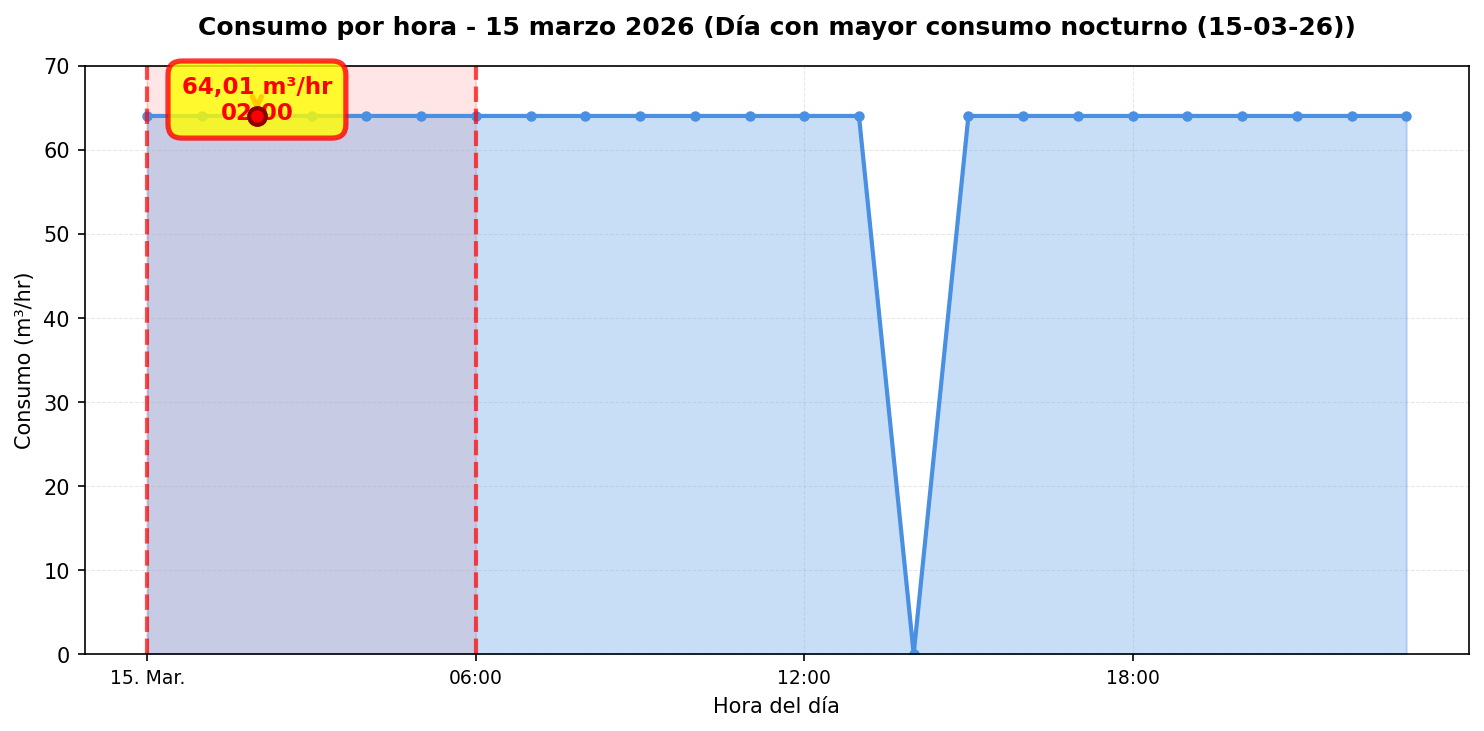 Consumo por hora - 15 marzo 2026 (Día con mayor consumo nocturno (15-03-26))
70
60
50
40
30
20
10
0
Consumo (m³/hr)
64,01 m³/hr
02:00
15. Mar.
06:00
12:00
18:00
Hora del día